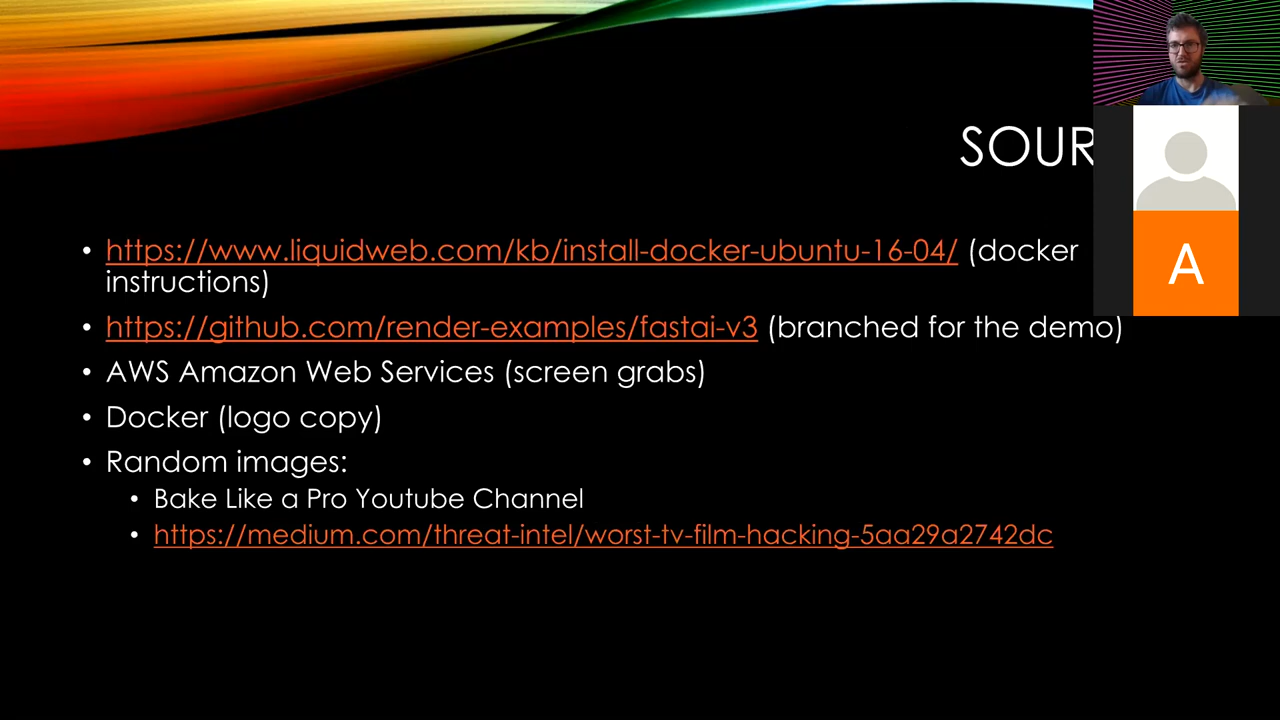 SOUR
A
• https://www.liquidweb.com/kb/install-docker-ubuntu-16-04/ (docker
instructions)
• https://github.com/render-examples/fastai-v3 (branched for the demo)
• AWS Amazon Web Services (screen grabs)
• Docker (logo copy)
• Random images:
• Bake Like a Pro Youtube Channel
• https://medium.com/threat-intel/worst-tv-film-hacking-5aa29a2742dc